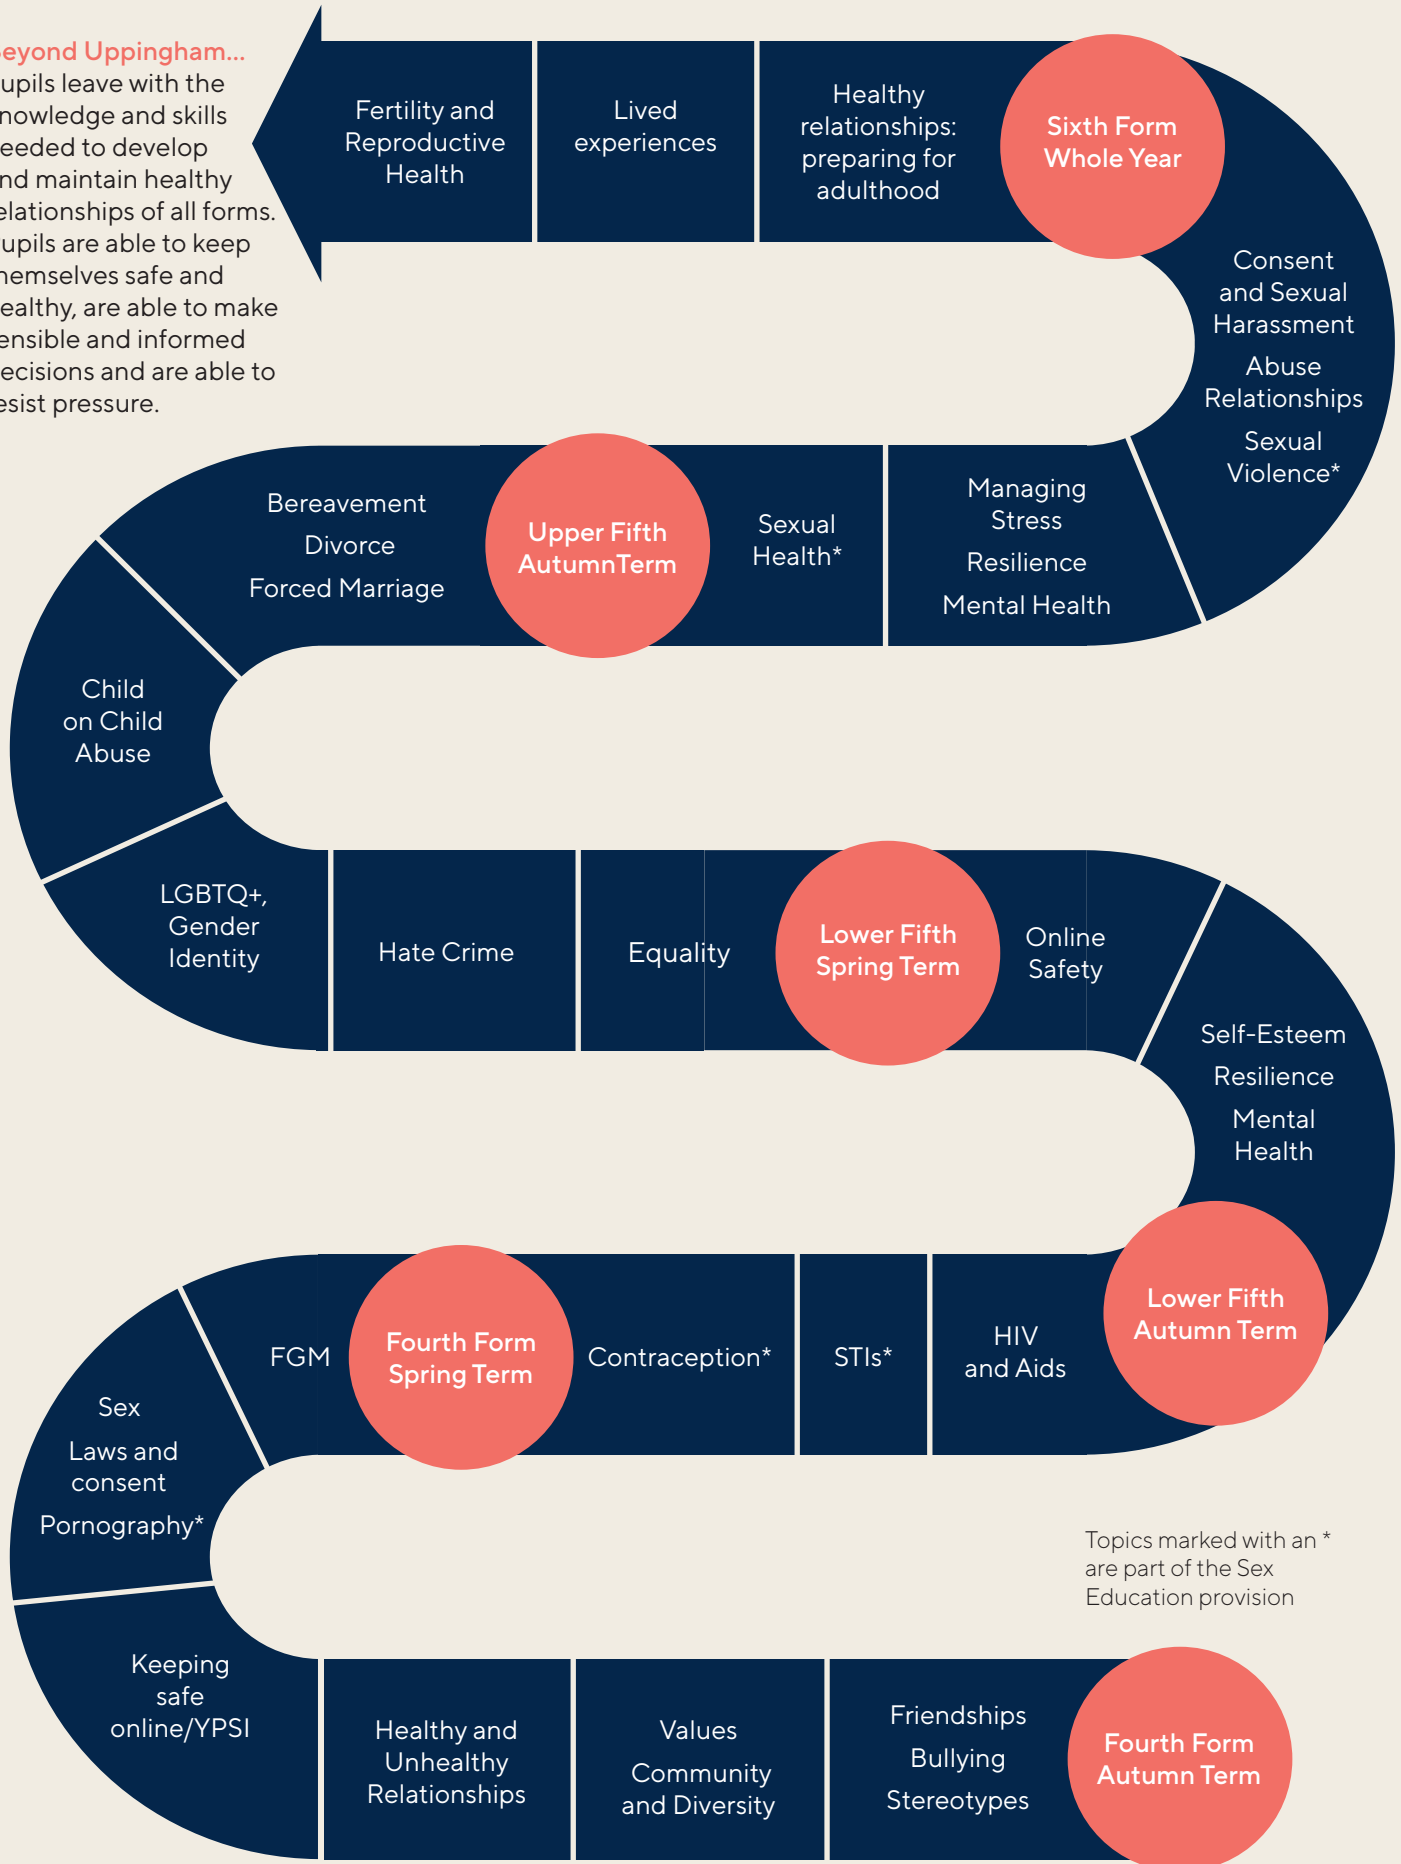 Beyond Uppingham...
upils leave with the
nowledge and skills
eeded to develop
nd maintain healthy
elationships of all forms.
upils are able to keep
hemselves safe and
ealthy, are able to make
ensible and informed
ecisions and are able to
esist pressure.
Fertility and
Reproductive
Health
Lived
experiences
Healthy
relationships:
preparing for
adulthood
Sixth Form
Whole Year
Consent
and Sexual
Harassment
Abuse
Relationships
Sexual
Violence*
Bereavement
Divorce
Forced Marriage
Upper Fifth
AutumnTerm
Sexual
Health*
Managing
Stress
Resilience
Mental Health
Child
on Child
Abuse
LGBTQ+,
Gender
Identity
Hate Crime
Equality
Lower Fifth
Spring Term
Online
Safety
Self-Esteem
Resilience
Mental
Health
Lower Fifth
Autumn Term
FGM
Fourth Form
Spring Term
Contraception*
STIs*
HIV
and Aids
Sex
Laws and
consent
Pornography*
Topics marked with an *
are part of the Sex
Education provision
Keeping
safe
online/YPSI
Healthy and
Unhealthy
Relationships
Values
Community
and Diversity
Friendships
Bullying
Stereotypes
Fourth Form
Autumn Term